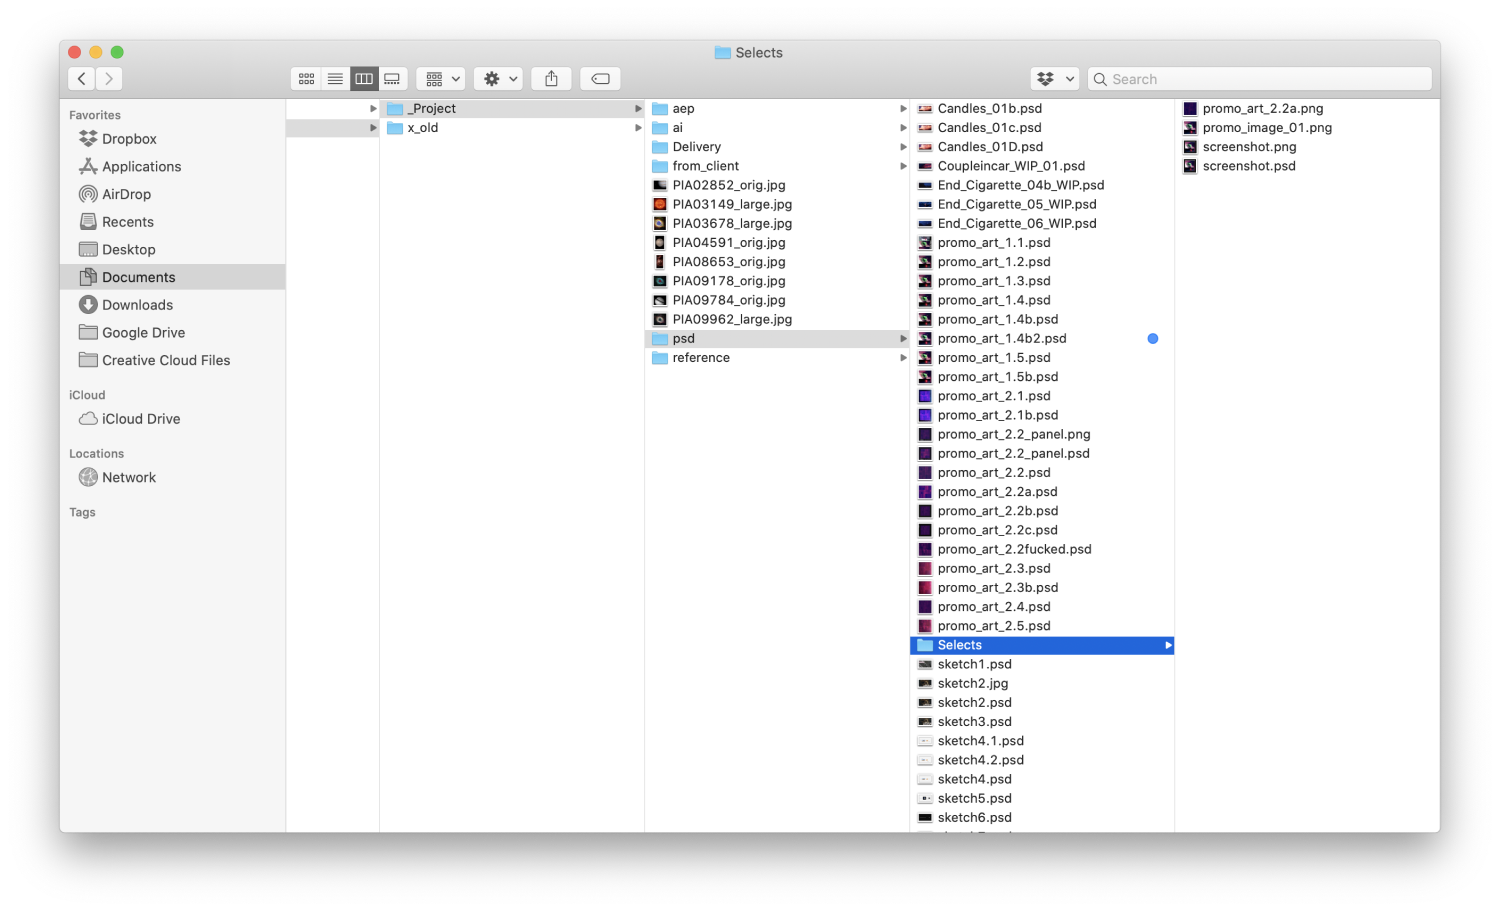 Selects
Search
Favorites
Dropbox
Applications
AirDrop
Recents
Desktop
Documents
Downloads
Google Drive
Creative Cloud Files
iCloud
iCloud Drive
Locations
Network
Tags
_Project
x_old
aep
ai
Delivery
from_client
PIA02852_orig.jpg
PIA03149_large.jpg
PIA03678_large.jpg
PIA04591_orig.jpg
PIA08653_orig.jpg
PIA09178_orig.jpg
PIA09784_orig.jpg
PIA09962_large.jpg
psd
reference
Candles_01b.psd
Candles_01c.psd
Candles_01D.psd
Coupleincar_WIP_01.psd
End_Cigarette_04b_WIP.psd
End_Cigarette_05_WIP.psd
End_Cigarette_06_WIP.psd
promo_art_1.1.psd
promo_art_1.2.psd
promo_art_1.3.psd
promo_art_1.4.psd
promo_art_1.4b.psd
promo_art_1.4b2.psd
promo_art_1.5.psd
promo_art_1.5b.psd
promo_art_2.1.psd
promo_art_2.1b.psd
promo_art_2.2_panel.png
promo_art_2.2_panel.psd
promo_art_2.2.psd
promo_art_2.2a.psd
promo_art_2.2b.psd
promo_art_2.2c.psd
promo_art_2.2fucked.psd
promo_art_2.3.psd
promo_art_2.3b.psd
promo_art_2.4.psd
promo_art_2.5.psd
Selects
sketch1.psd
sketch2.jpg
sketch2.psd
sketch3.psd
sketch4.1.psd
sketch4.2.psd
sketch4.psd
sketch5.psd
sketch6.psd
promo_art_2.2a.png
promo_image_01.png
screenshot.png
screenshot.psd